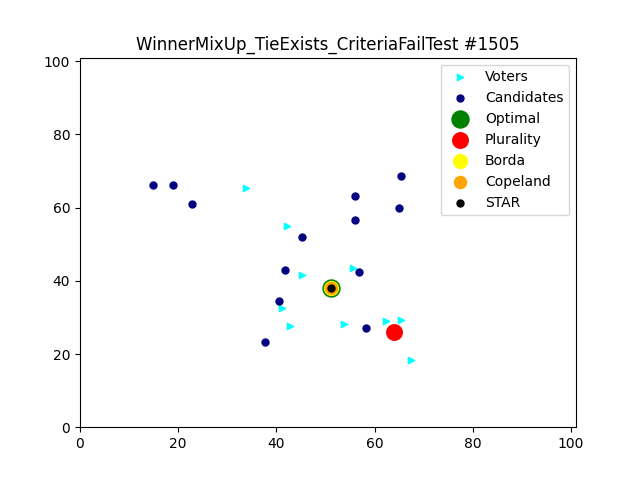 WinnerMixUp_TieExists_CriteriaFailTest #1505
Voters
Candidates
Optimal
Plurality
Borda
Copeland
STAR
100
80
60
40
20
0
0 20 40 60 80 100